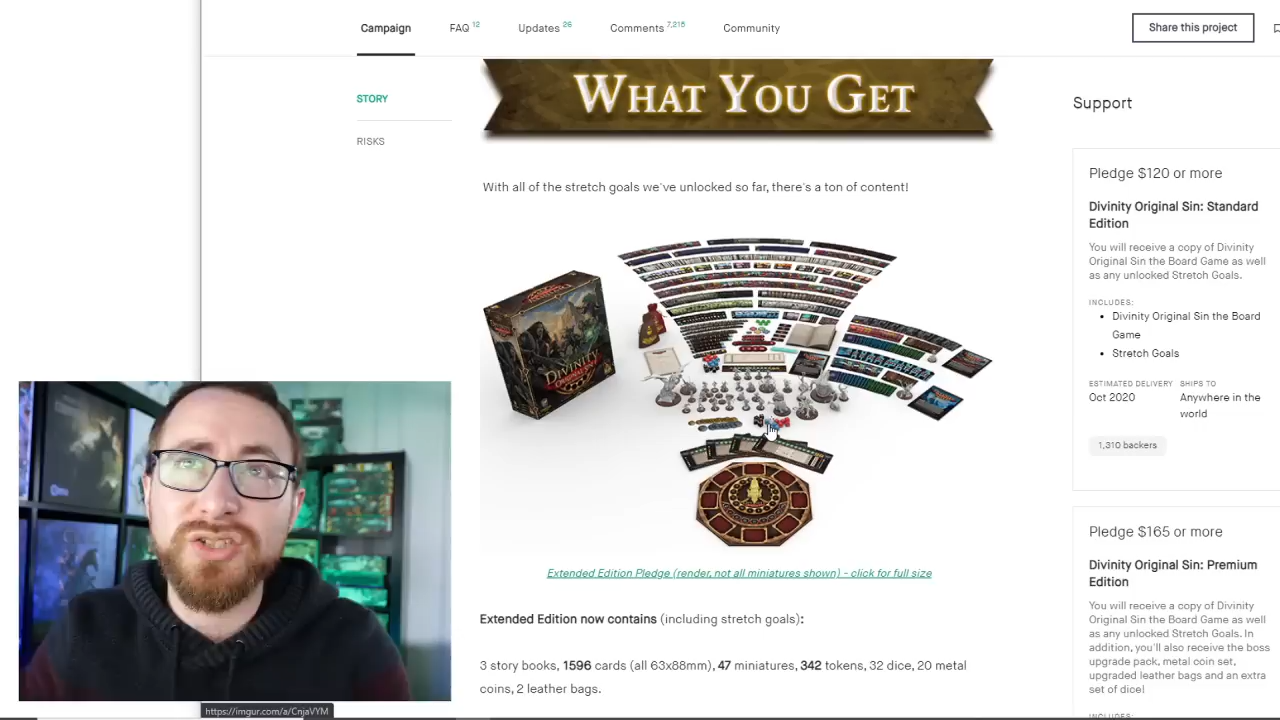 Campaign
FAQ 12
Updates 26
Comments 7,218
Community
Share this project
STORY
RISKS
WHAT YOU GET
With all of the stretch goals we've unlocked so far, there's a ton of content!
DIVINITY
ORIGINAL SIN
Extended Edition Pledge (render, not all miniatures shown) - click for full size
Extended Edition now contains (including stretch goals):
3 story books, 1596 cards (all 63x88mm), 47 miniatures, 342 tokens, 32 dice, 20 metal
coins, 2 leather bags.
Support
Pledge $120 or more
Divinity Original Sin: Standard
Edition
You will receive a copy of Divinity
Original Sin the Board Game as well
as any unlocked Stretch Goals.
INCLUDES:
Divinity Original Sin the Board
Game
Stretch Goals
ESTIMATED DELIVERY SHIPS TO
Oct 2020 Anywhere in the
world
1,310 backers
Pledge $165 or more
Divinity Original Sin: Premium
Edition
You will receive a copy of Divinity
Original Sin the Board Game as well
as any unlocked Stretch Goals. In
addition, you'll also receive the boss
upgrade pack, metal coin set,
upgraded leather bags and an extra
set of dice!
INCLUDES:
https://imgur.com/a/CnjaVYM